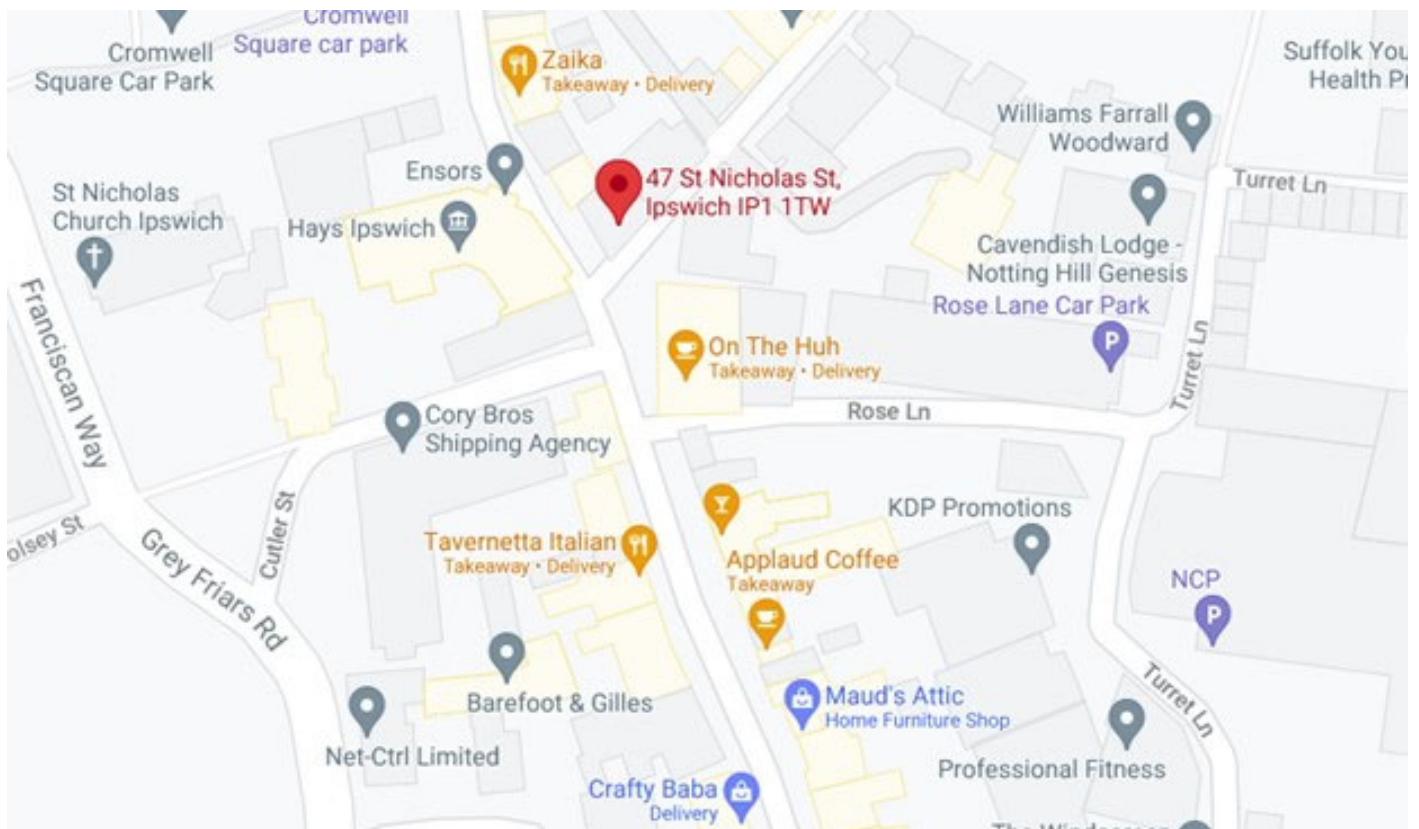 Cromwell
Square car park
Cromwell
Square Car Park
Zaika
Takeaway • Delivery
Suffolk You
Health Pr
Williams Farrall
Woodward
Ensors
47 St Nicholas St,
Ipswich IP1 1TW
Turret Ln
St Nicholas
Church Ipswich
Hays Ipswich
Cavendish Lodge -
Notting Hill Genesis
Rose Lane Car Park
P
Franciscan Way
On The Huh
Takeaway • Delivery
Turret Ln
Rose Ln
Cory Bros
Shipping Agency
Cutler St
KDP Promotions
olsey St
Grey Friars Rd
Tavernetta Italian
Takeaway • Delivery
Applaud Coffee
Takeaway
NCP
P
Barefoot & Gilles
Maud's Attic
Home Furniture Shop
Turret Ln
Net-Ctrl Limited
Professional Fitness
Crafty Baba
Delivery